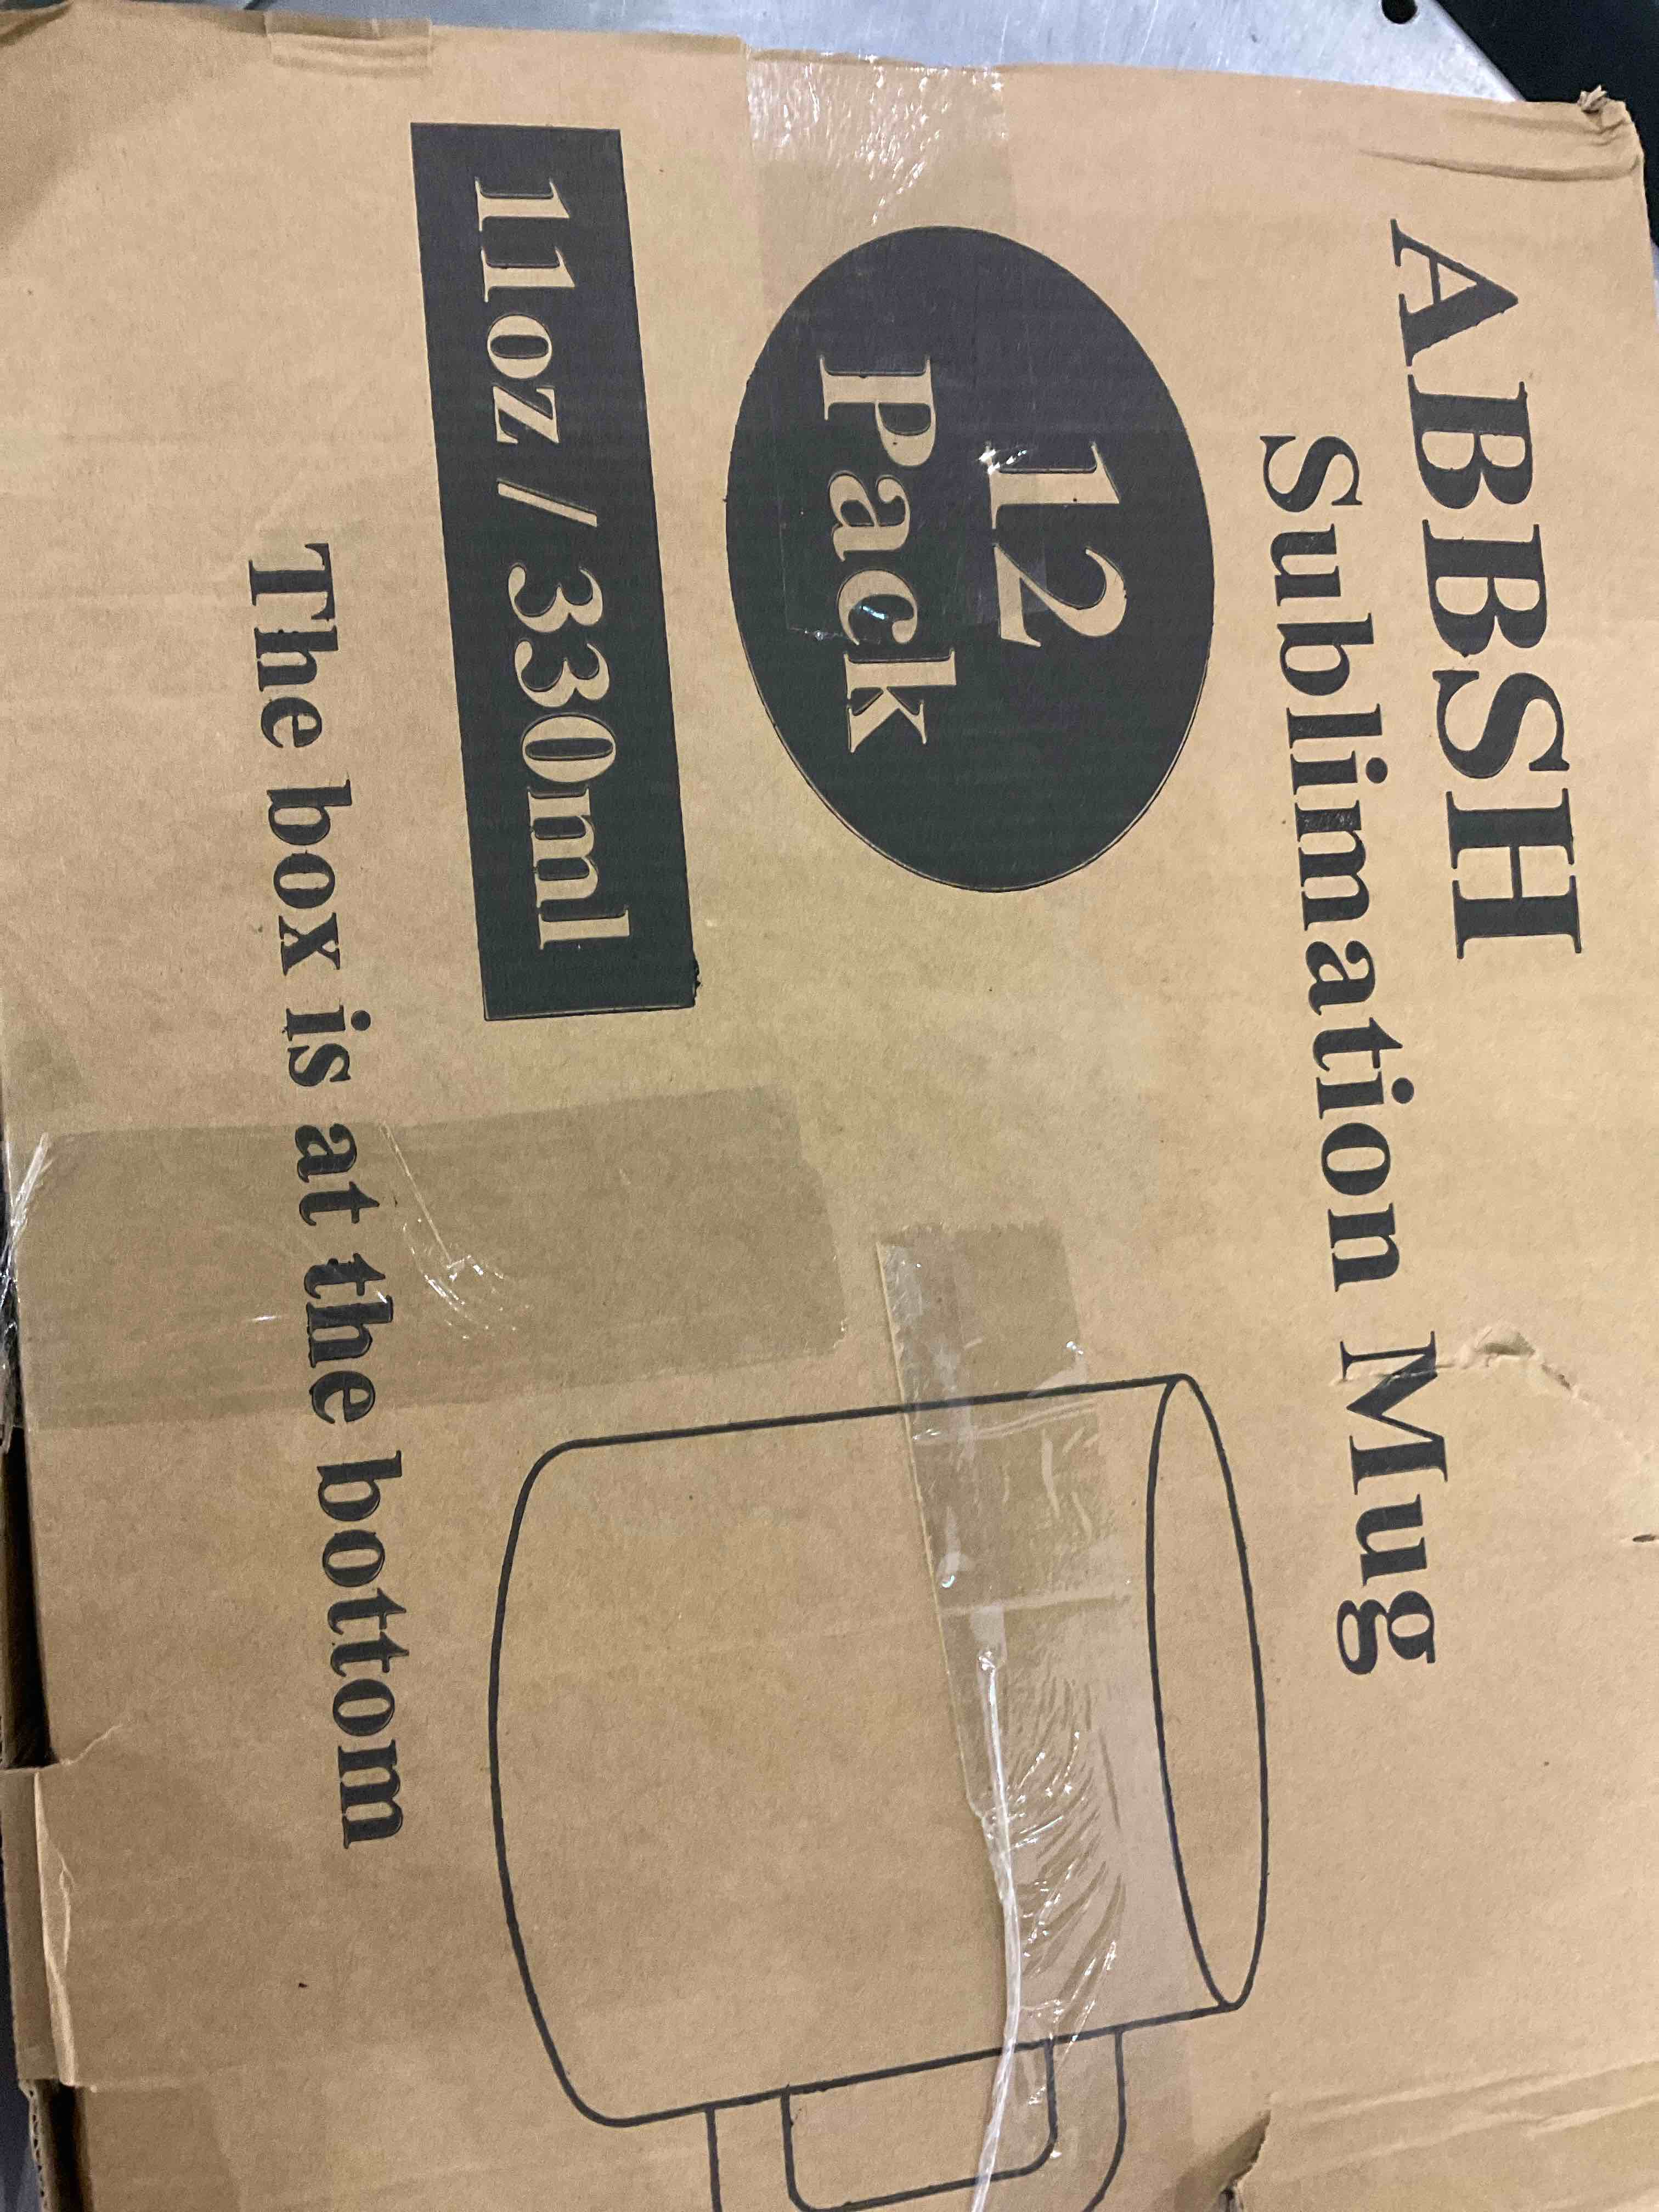 ABBSH
Sublimation Mug
12
Pack
11oz / 330ml
The box is at the bottom